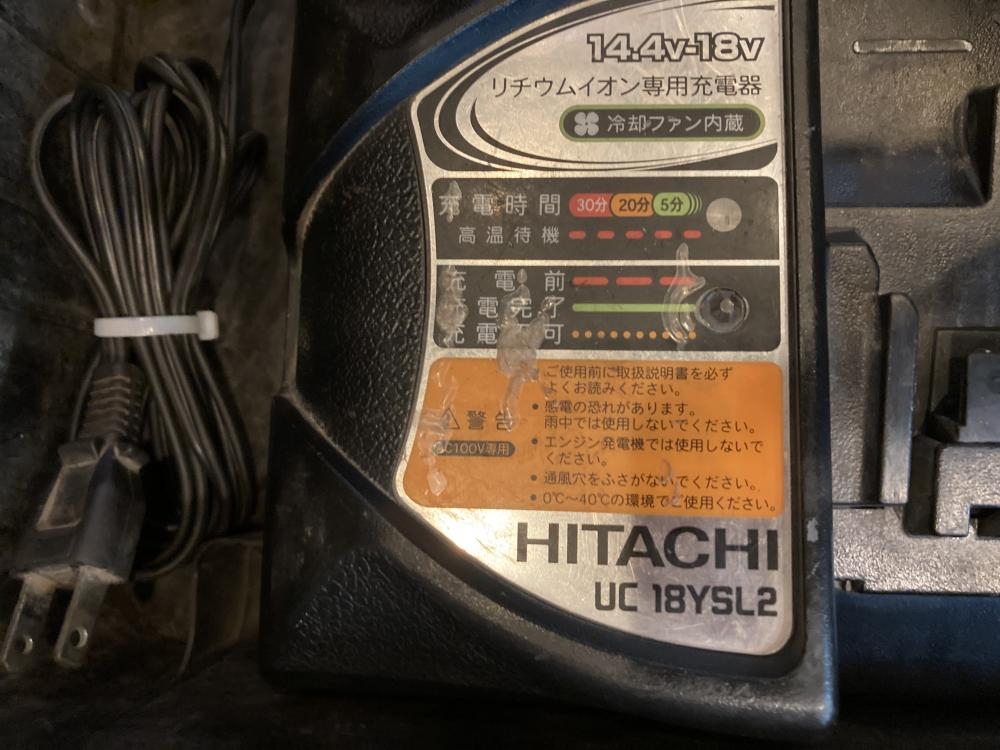 14.4V-18V
リチウムイオン専用充電器
冷却ファン内蔵
充電時間 30分 20分 5分
高温待機
充電前
充電完了
充電 可
警告
AC100V専用
ご使用前に取扱説明書を必ず
よくお読みください。
• 感電の恐れがあります。
雨中では使用しないでください。
• エンジン発電機では使用しないで
ください。
• 通風穴をふさがないでください。
• 0℃〜40℃の環境でご使用ください。
HITACHI
UC 18YSL2